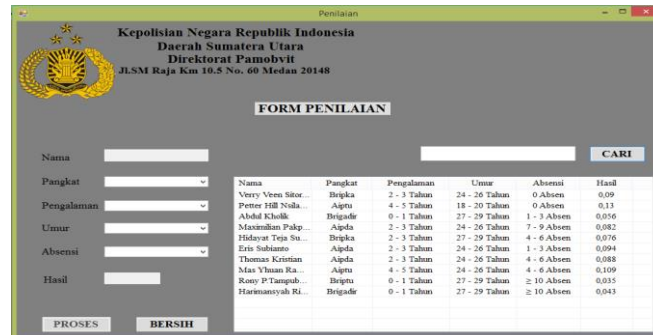 Penilaian
Kepolisian Negara Republik Indonesia
Daerah Sumatera Utara
Direktorat Pamobvit
Jl.SM Raja Km 10.5 No. 60 Medan 20148
FORM PENILAIAN
CARI
Nama
Pangkat
Pengalaman
Umur
Absensi
Hasil
PROSES BERSIH
Nama Pangkat Pengalaman Umur Absensi Hasil
Verry Veen Sitor... Bripka 2 - 3 Tahun 24 - 26 Tahun 0 Absen 0,09
Petter Hill Nsila... Aiptu 4 - 5 Tahun 18 - 20 Tahun 0 Absen 0,13
Abdul Kholik Brigadir 0 - 1 Tahun 27 - 29 Tahun 1 - 3 Absen 0,056
Maximilian Pakp... Aipda 2 - 3 Tahun 24 - 26 Tahun 7 - 9 Absen 0,082
Hidayat Teja Su... Bripka 2 - 3 Tahun 27 - 29 Tahun 4 - 6 Absen 0,076
Eris Subianto Aipda 2 - 3 Tahun 24 - 26 Tahun 1 - 3 Absen 0,094
Thomas Kristian Aipda 2 - 3 Tahun 24 - 26 Tahun 4 - 6 Absen 0,088
Mas Yhuan Ra... Aiptu 4 - 5 Tahun 24 - 26 Tahun 4 - 6 Absen 0,109
Rony P.Tampub... Briptu 0 - 1 Tahun 27 - 29 Tahun ≥ 10 Absen 0,035
Harimansyah Ri... Brigadir 0 - 1 Tahun 27 - 29 Tahun ≥ 10 Absen 0,043